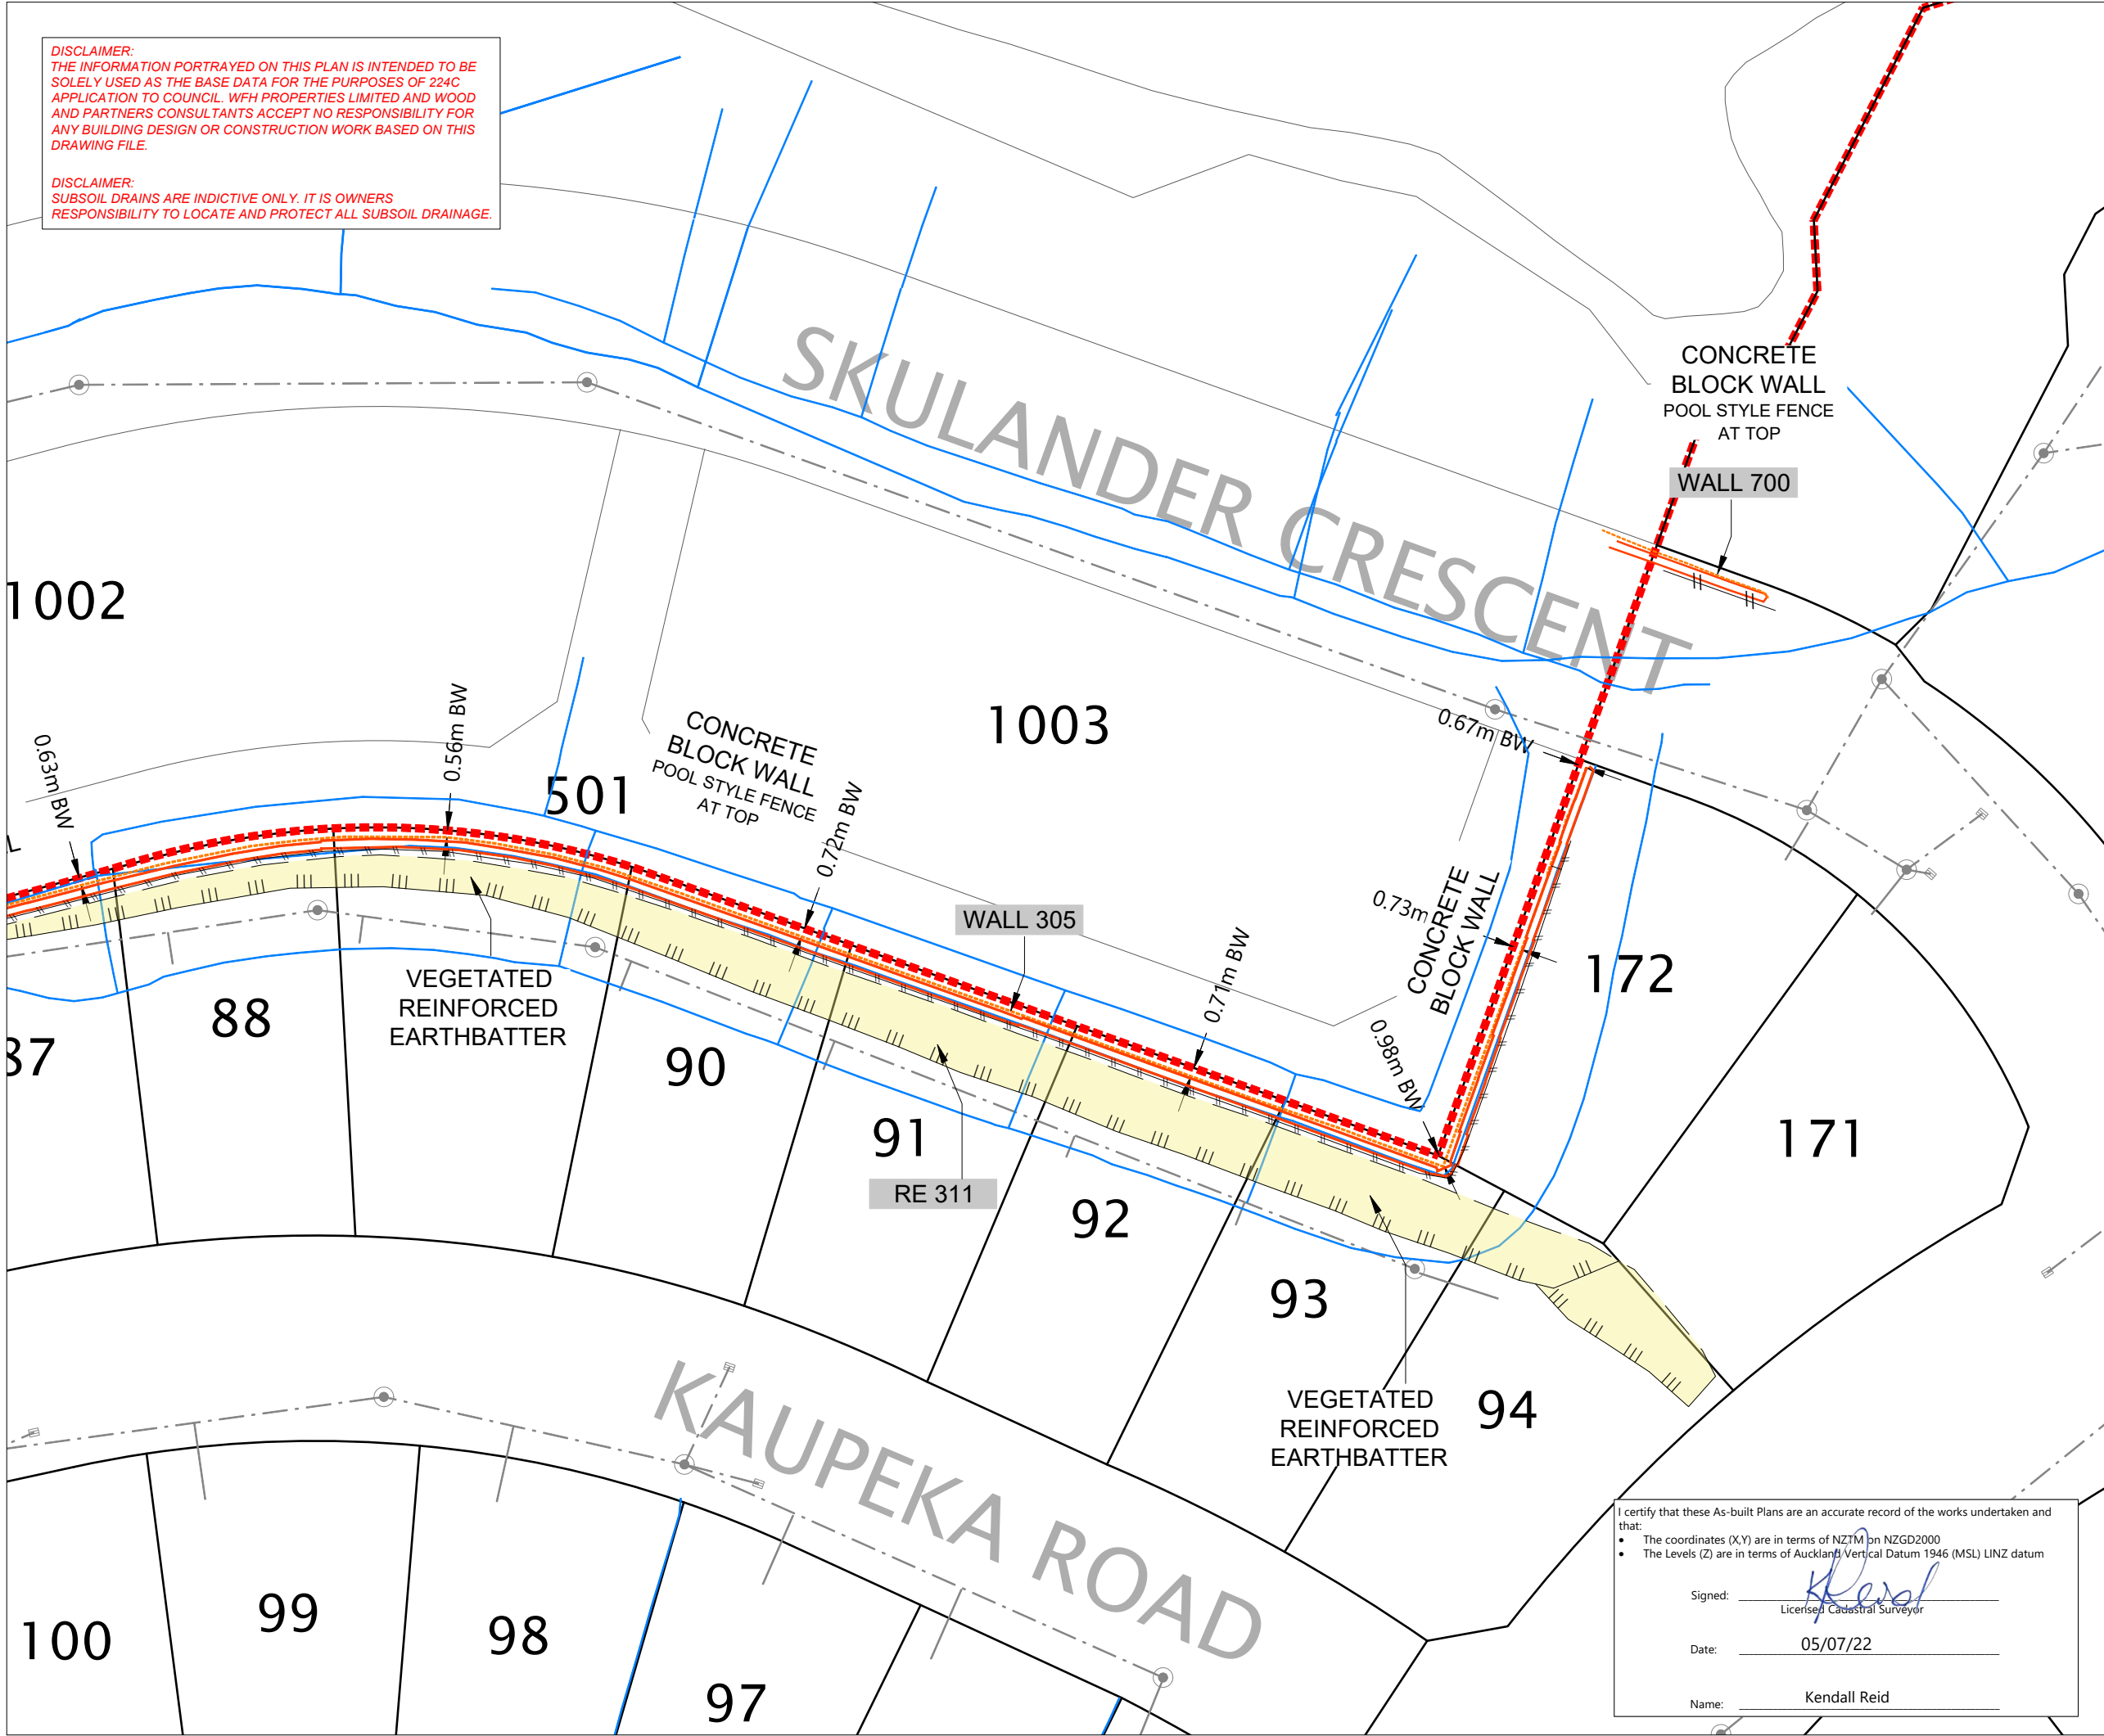 DISCLAIMER:
THE INFORMATION PORTRAYED ON THIS PLAN IS INTENDED TO BE
SOLELY USED AS THE BASE DATA FOR THE PURPOSES OF 224C
APPLICATION TO COUNCIL. WFH PROPERTIES LIMITED AND WOOD
AND PARTNERS CONSULTANTS ACCEPT NO RESPONSIBILITY FOR
ANY BUILDING DESIGN OR CONSTRUCTION WORK BASED ON THIS
DRAWING FILE.
DISCLAIMER:
SUBSOIL DRAINS ARE INDICTIVE ONLY. IT IS OWNERS
RESPONSIBILITY TO LOCATE AND PROTECT ALL SUBSOIL DRAINAGE.
SKULANDER CRESCENT
CONCRETE
BLOCK WALL
POOL STYLE FENCE
AT TOP
WALL 700
1002
1003
501
0.63m BW
0.56m BW
CONCRETE
BLOCK WALL
POOL STYLE FENCE
AT TOP
0.72m BW
0.67m BW
L
WALL 305
0.73m
CONCRETE
BLOCK WALL
0.71m BW
0.98m BW
172
171
VEGETATED
REINFORCED
EARTHBATTER
87
88
90
91
RE 311
92
93
94
VEGETATED
REINFORCED
EARTHBATTER
KAUPEKA ROAD
100
99
98
97
I certify that these As-built Plans are an accurate record of the works undertaken and
that:
• The coordinates (X,Y) are in terms of NZTM on NZGD2000
• The Levels (Z) are in terms of Auckland Vertical Datum 1946 (MSL) LINZ datum
Signed: KReid
Licensed Cadastral Surveyor
Date: 05/07/22
Name: Kendall Reid